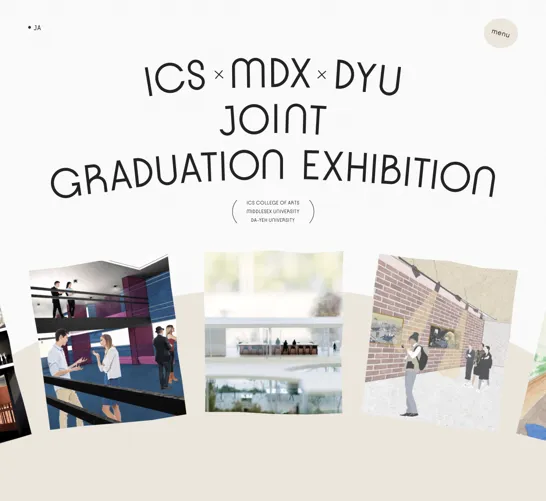 JA
menu
ICS × MDX × DYU
JOINT
GRADUATION EXHIBITION
ICS COLLEGE OF ARTS
MIDDLESEX UNIVERSITY
DA-YEH UNIVERSITY